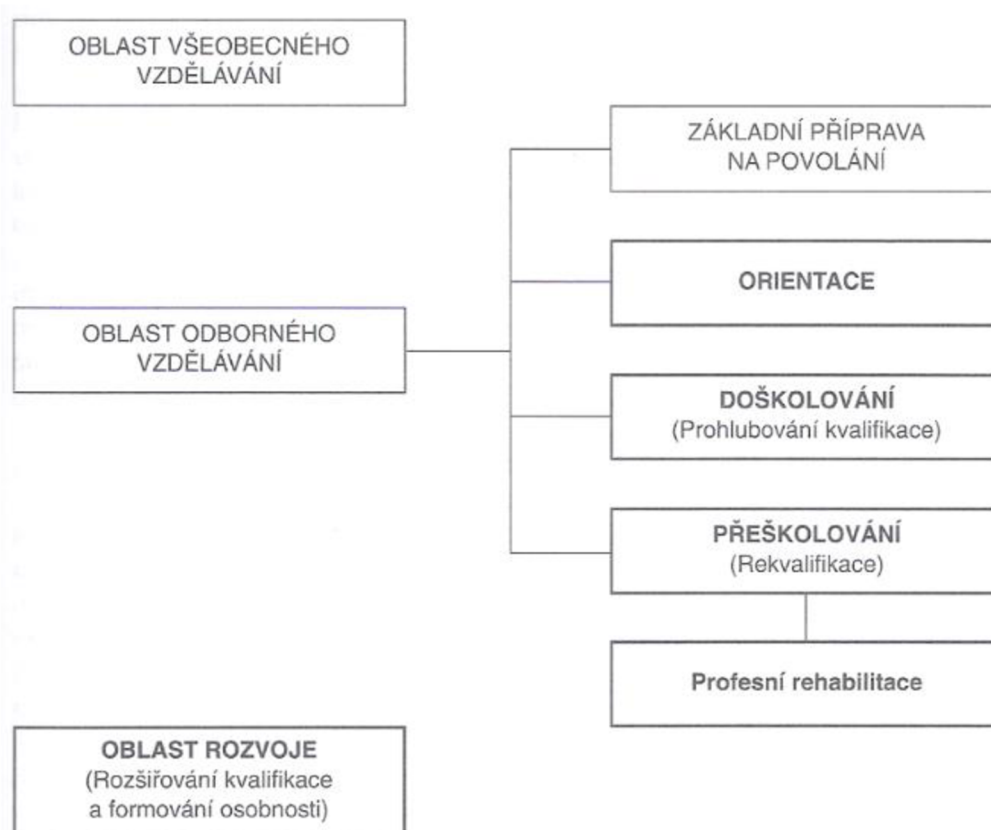 OBLAST VŠEOBECNÉHO
VZDĚLÁVÁNÍ
ZÁKLADNÍ PŘÍPRAVA
NA POVOLÁNÍ
ORIENTACE
OBLAST ODBORNÉHO
VZDĚLÁVÁNÍ
DOŠKOLOVÁNÍ
(Prohlubování kvalifikace)
PŘEŠKOLOVÁNÍ
(Rekvalifikace)
Profesní rehabilitace
OBLAST ROZVOJE
(Rozšiřování kvalifikace
a formování osobnosti)